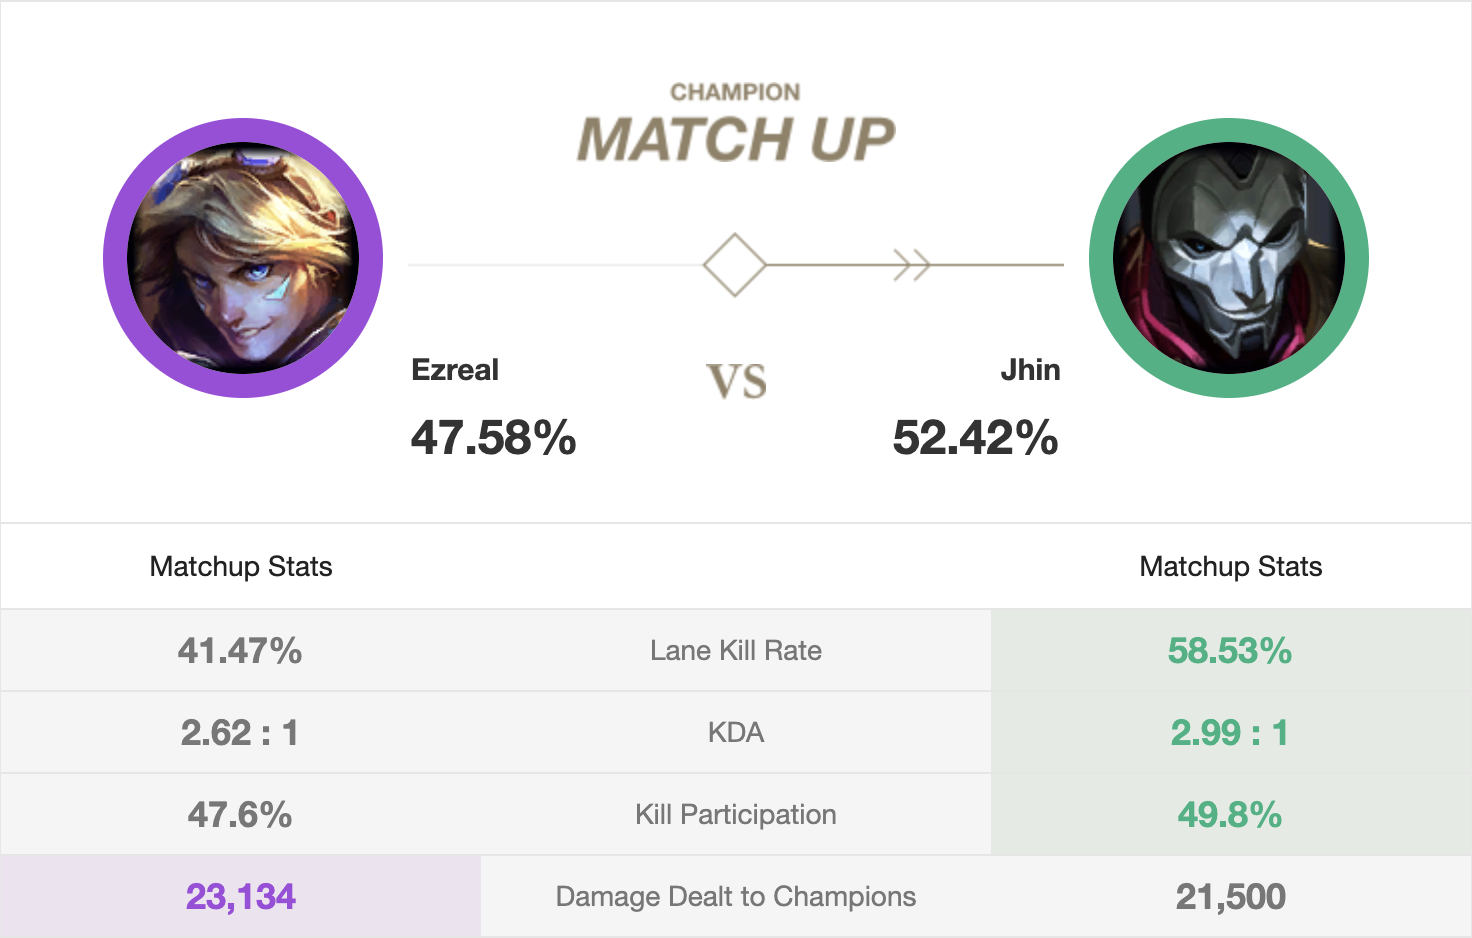 CHAMPION
MATCH UP
Ezreal VS Jhin
47.58% 52.42%
Matchup Stats Matchup Stats
41.47% Lane Kill Rate 58.53%
2.62 : 1 KDA 2.99 : 1
47.6% Kill Participation 49.8%
23,134 Damage Dealt to Champions 21,500